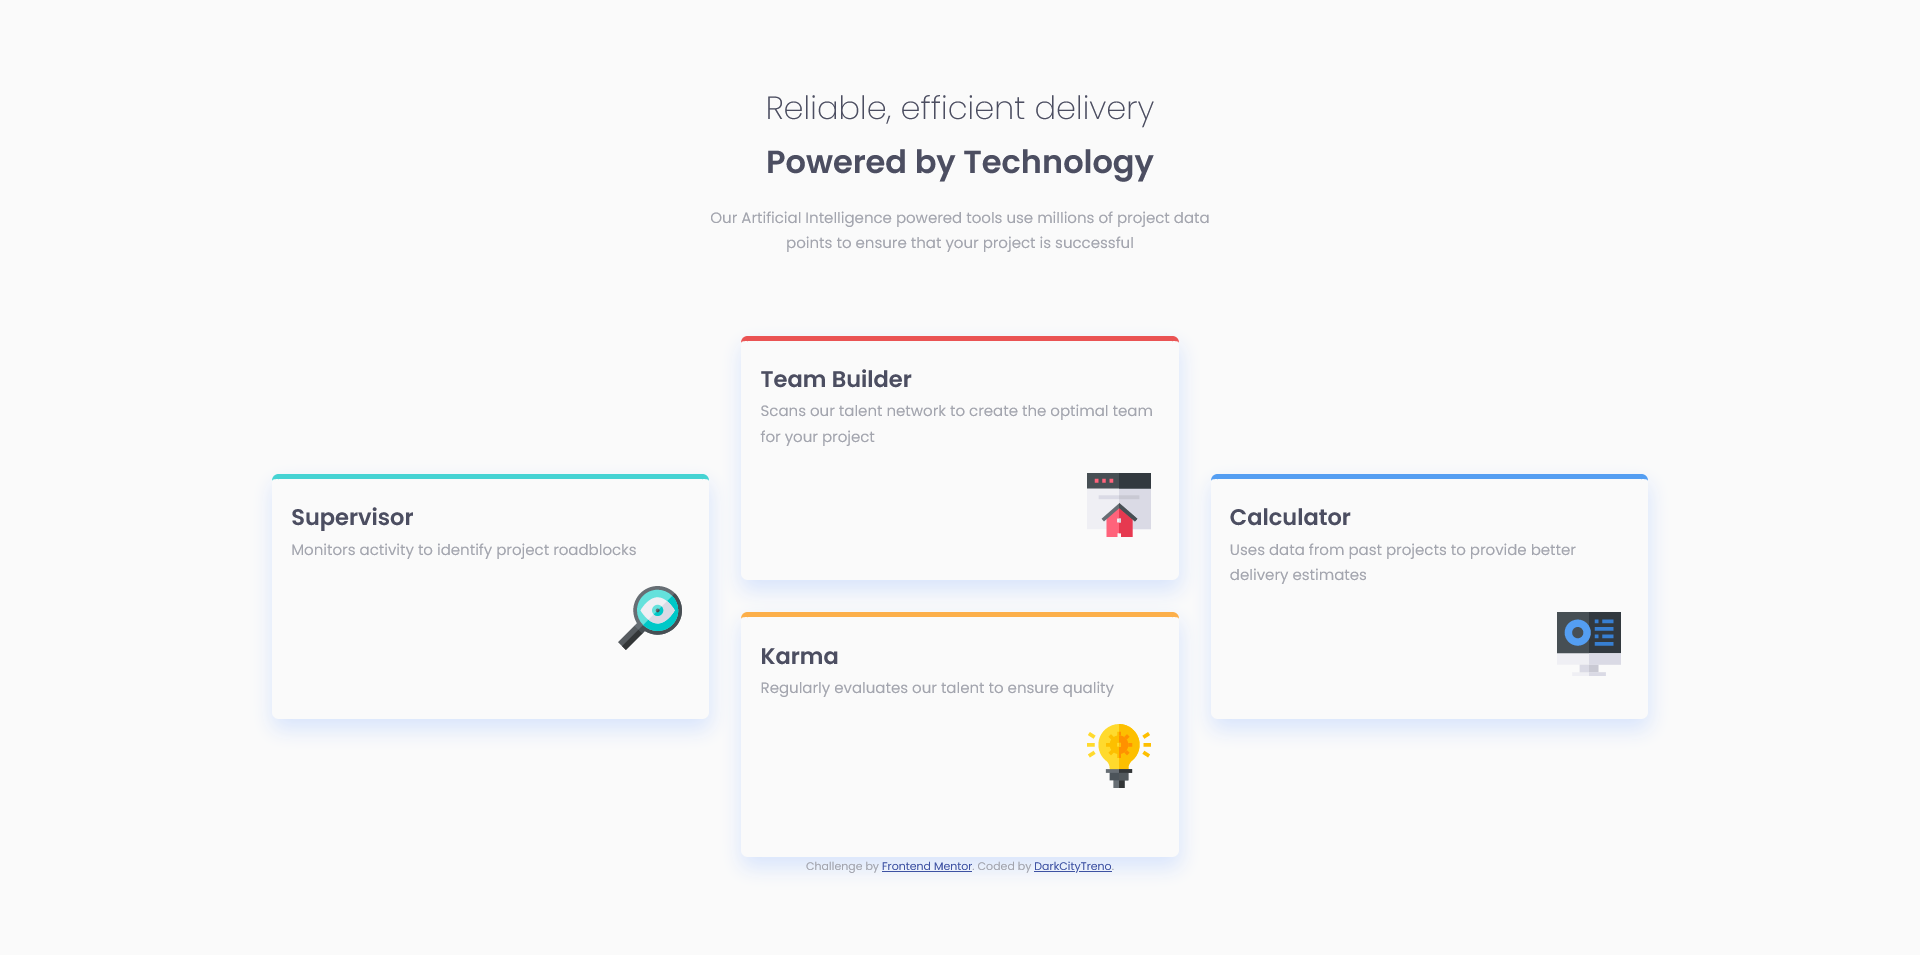 Reliable, efficient delivery
Powered by Technology
Our Artificial Intelligence powered tools use millions of project data
points to ensure that your project is successful
Supervisor
Monitors activity to identify project roadblocks
Team Builder
Scans our talent network to create the optimal team
for your project
Karma
Regularly evaluates our talent to ensure quality
Calculator
Uses data from past projects to provide better
delivery estimates
Challenge by Frontend Mentor. Coded by DarkCityTreno.